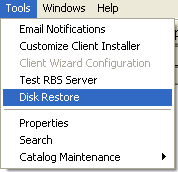 Tools Windows Help
Email Notifications
Customize Client Installer
Client Wizard Configuration
Test RBS Server
Disk Restore
Properties
Search
Catalog Maintenance